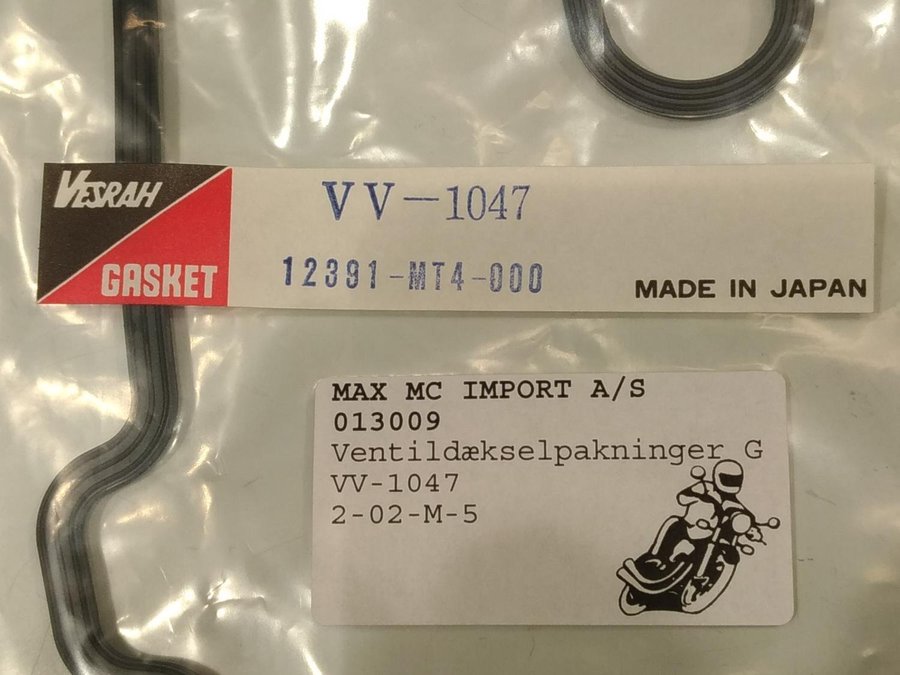 VESRAH
GASKET
VV-1047
12391-MT4-000
MADE IN JAPAN
MAX MC IMPORT A/S
013009
Ventildækselpakninger G
VV-1047
2-02-M-5